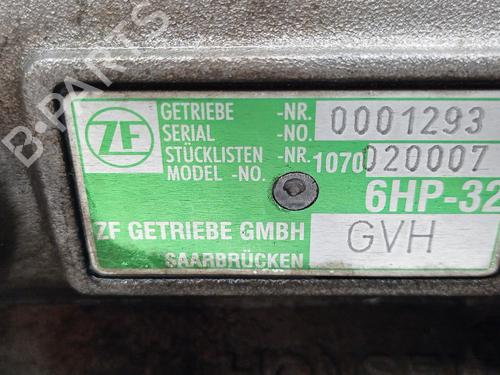 B-PARTS
ZF
GETRIEBE -NR. 0001293
SERIAL -NO.
STÜCKLISTEN -NR. 1070 020007
MODEL -NO.
6HP-32
ZF GETRIEBE GMBH GVH
SAARBRÜCKEN